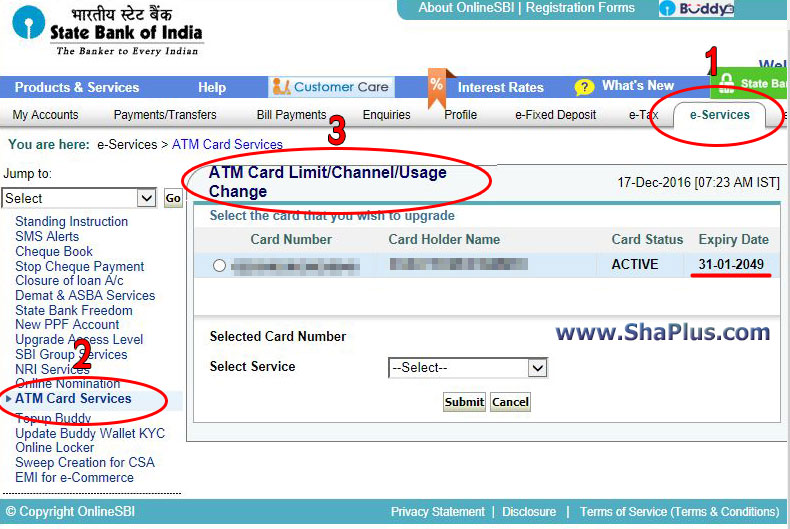 About OnlineSBI | Registration Forms
Buddy
भारतीय स्टेट बैंक
State Bank of India
The Banker to Every Indian
Wel
1
Products & Services Help Customer Care % Interest Rates ? What's New State Ba
My Accounts Payments/Transfers Bill Payments Enquiries Profile e-Fixed Deposit e-Tax e-Services
3
You are here: e-Services > ATM Card Services
Jump to:
Select Go
Standing Instruction
SMS Alerts
Cheque Book
Stop Cheque Payment
Closure of loan A/c
Demat & ASBA Services
State Bank Freedom
New PPF Account
Upgrade Access Level
SBI Group Services
2
NRI Services
Online Nomination
ATM Card Services
Topup Buddy
Update Buddy Wallet KYC
Online Locker
Sweep Creation for CSA
EMI for e-Commerce
ATM Card Limit/Channel/Usage
Change
17-Dec-2016 [07:23 AM IST]
Select the card that you wish to upgrade
Card Number Card Holder Name Card Status Expiry Date
ACTIVE 31-01-2049
Selected Card Number
www.ShaPlus.com
Select Service --Select--
Submit Cancel
© Copyright OnlineSBI Privacy Statement | Disclosure | Terms of Service (Terms & Conditions)